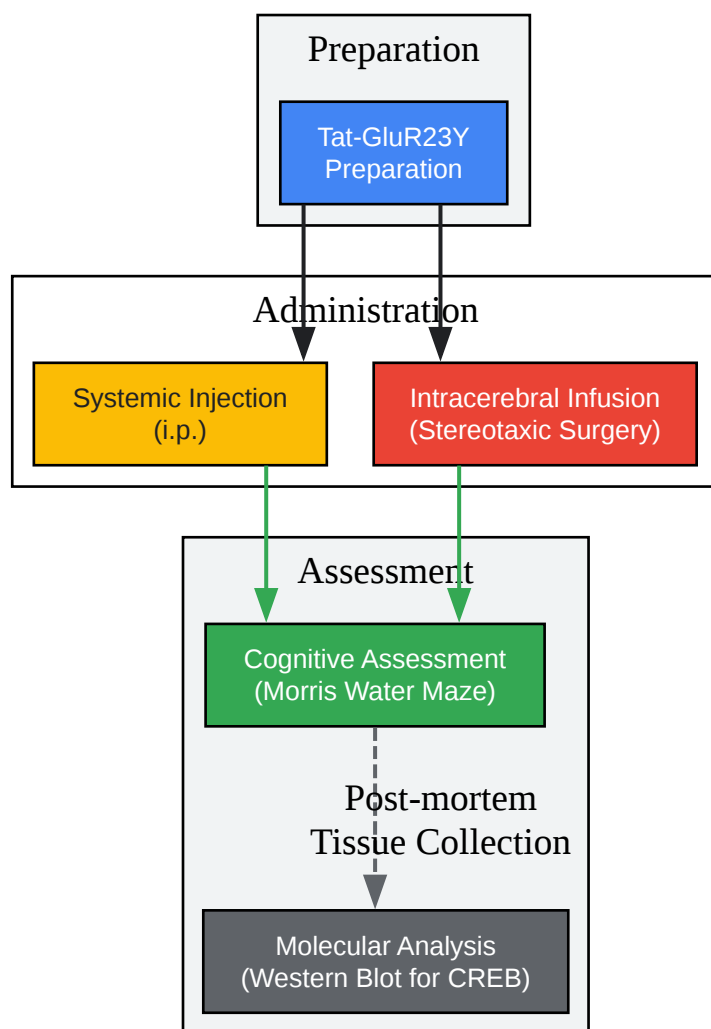 Preparation
Tat-GluR23Y
Preparation
Administration
Systemic Injection
(i.p.)
Intracerebral Infusion
(Stereotaxic Surgery)
Assessment
Cognitive Assessment
(Morris Water Maze)
Post-mortem
Tissue Collection
Molecular Analysis
(Western Blot for CREB)